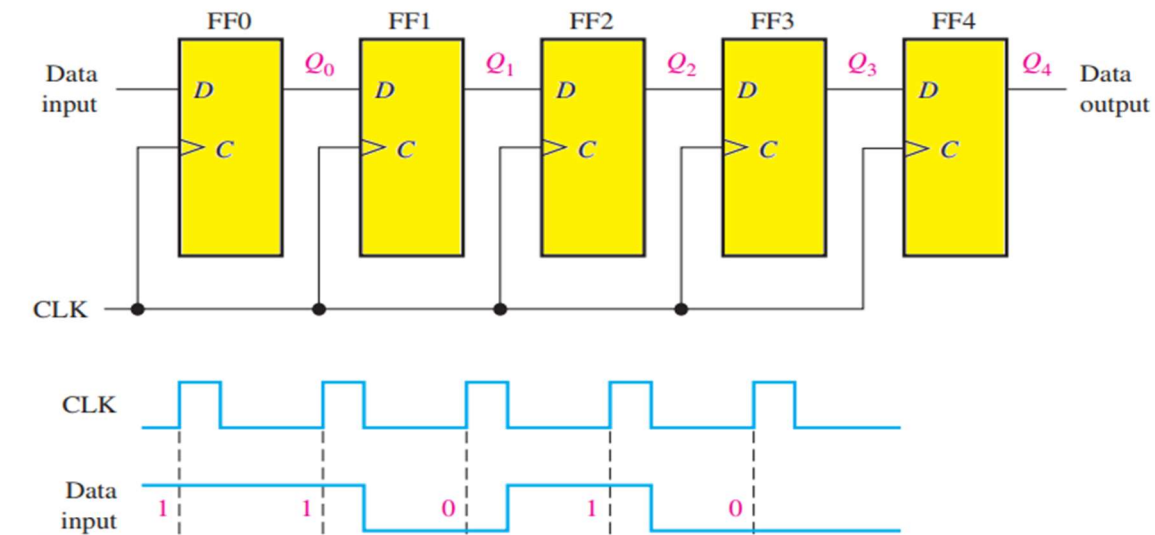 FF0 FF1 FF2 FF3 FF4
Data
input
Q₀ Q₁ Q₂ Q₃ Q₄
Data
output
D D D D D
C C C C C
CLK
CLK
Data
input
1 1 0 1 0